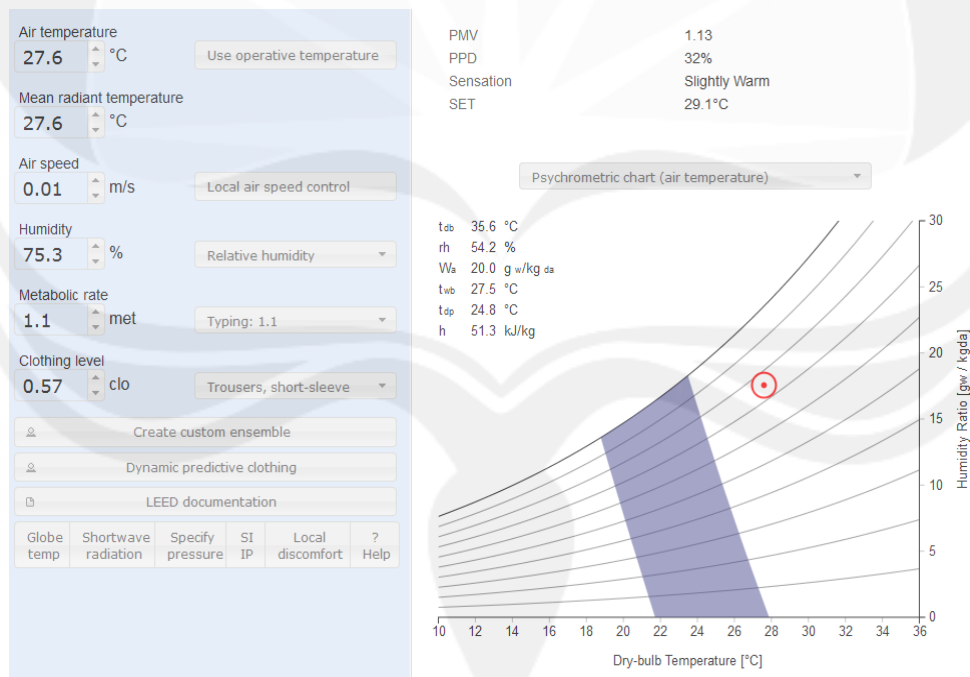 Air temperature
27.6 °C Use operative temperature
Mean radiant temperature
27.6 °C
Air speed
0.01 m/s Local air speed control
Humidity
75.3 % Relative humidity
Metabolic rate
1.1 met Typing: 1.1
Clothing level
0.57 clo Trousers, short-sleeve
Create custom ensemble
Dynamic predictive clothing
LEED documentation
Globe temp
Shortwave radiation
Specify pressure
SI IP
Local discomfort
? Help
PMV 1.13
PPD 32%
Sensation Slightly Warm
SET 29.1°C
Psychrometric chart (air temperature)
tdb 35.6 °C
rh 54.2 %
Wa 20.0 g w/kg da
twb 27.5 °C
tdp 24.8 °C
h 51.3 kJ/kg
30
25
20
15
10
5
0
Humidity Ratio [gw / kgda]
10 12 14 16 18 20 22 24 26 28 30 32 34 36
Dry-bulb Temperature [°C]